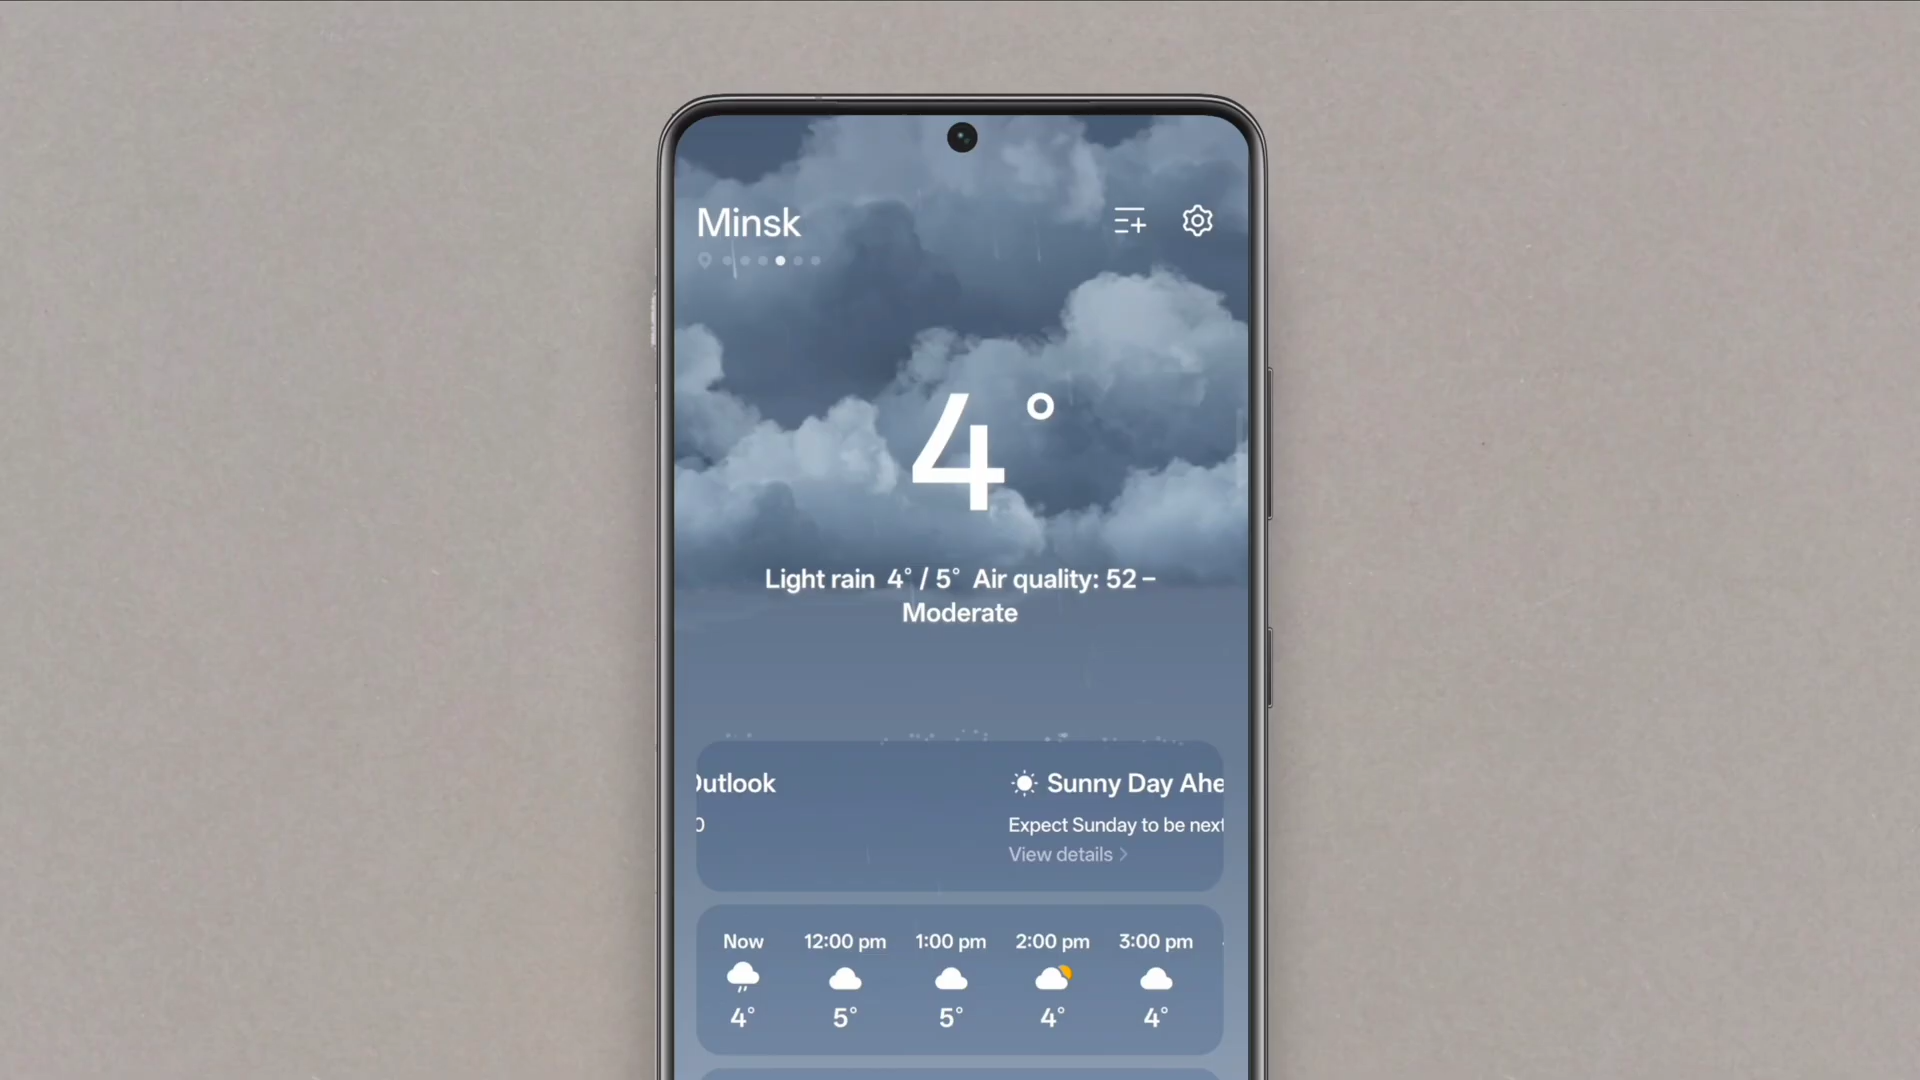 Minsk
4°
Light rain 4° / 5° Air quality: 52 –
Moderate
Outlook
Sunny Day Ahe
0
Expect Sunday to be next
View details >
Now 12:00 pm 1:00 pm 2:00 pm 3:00 pm
4° 5° 5° 4° 4°